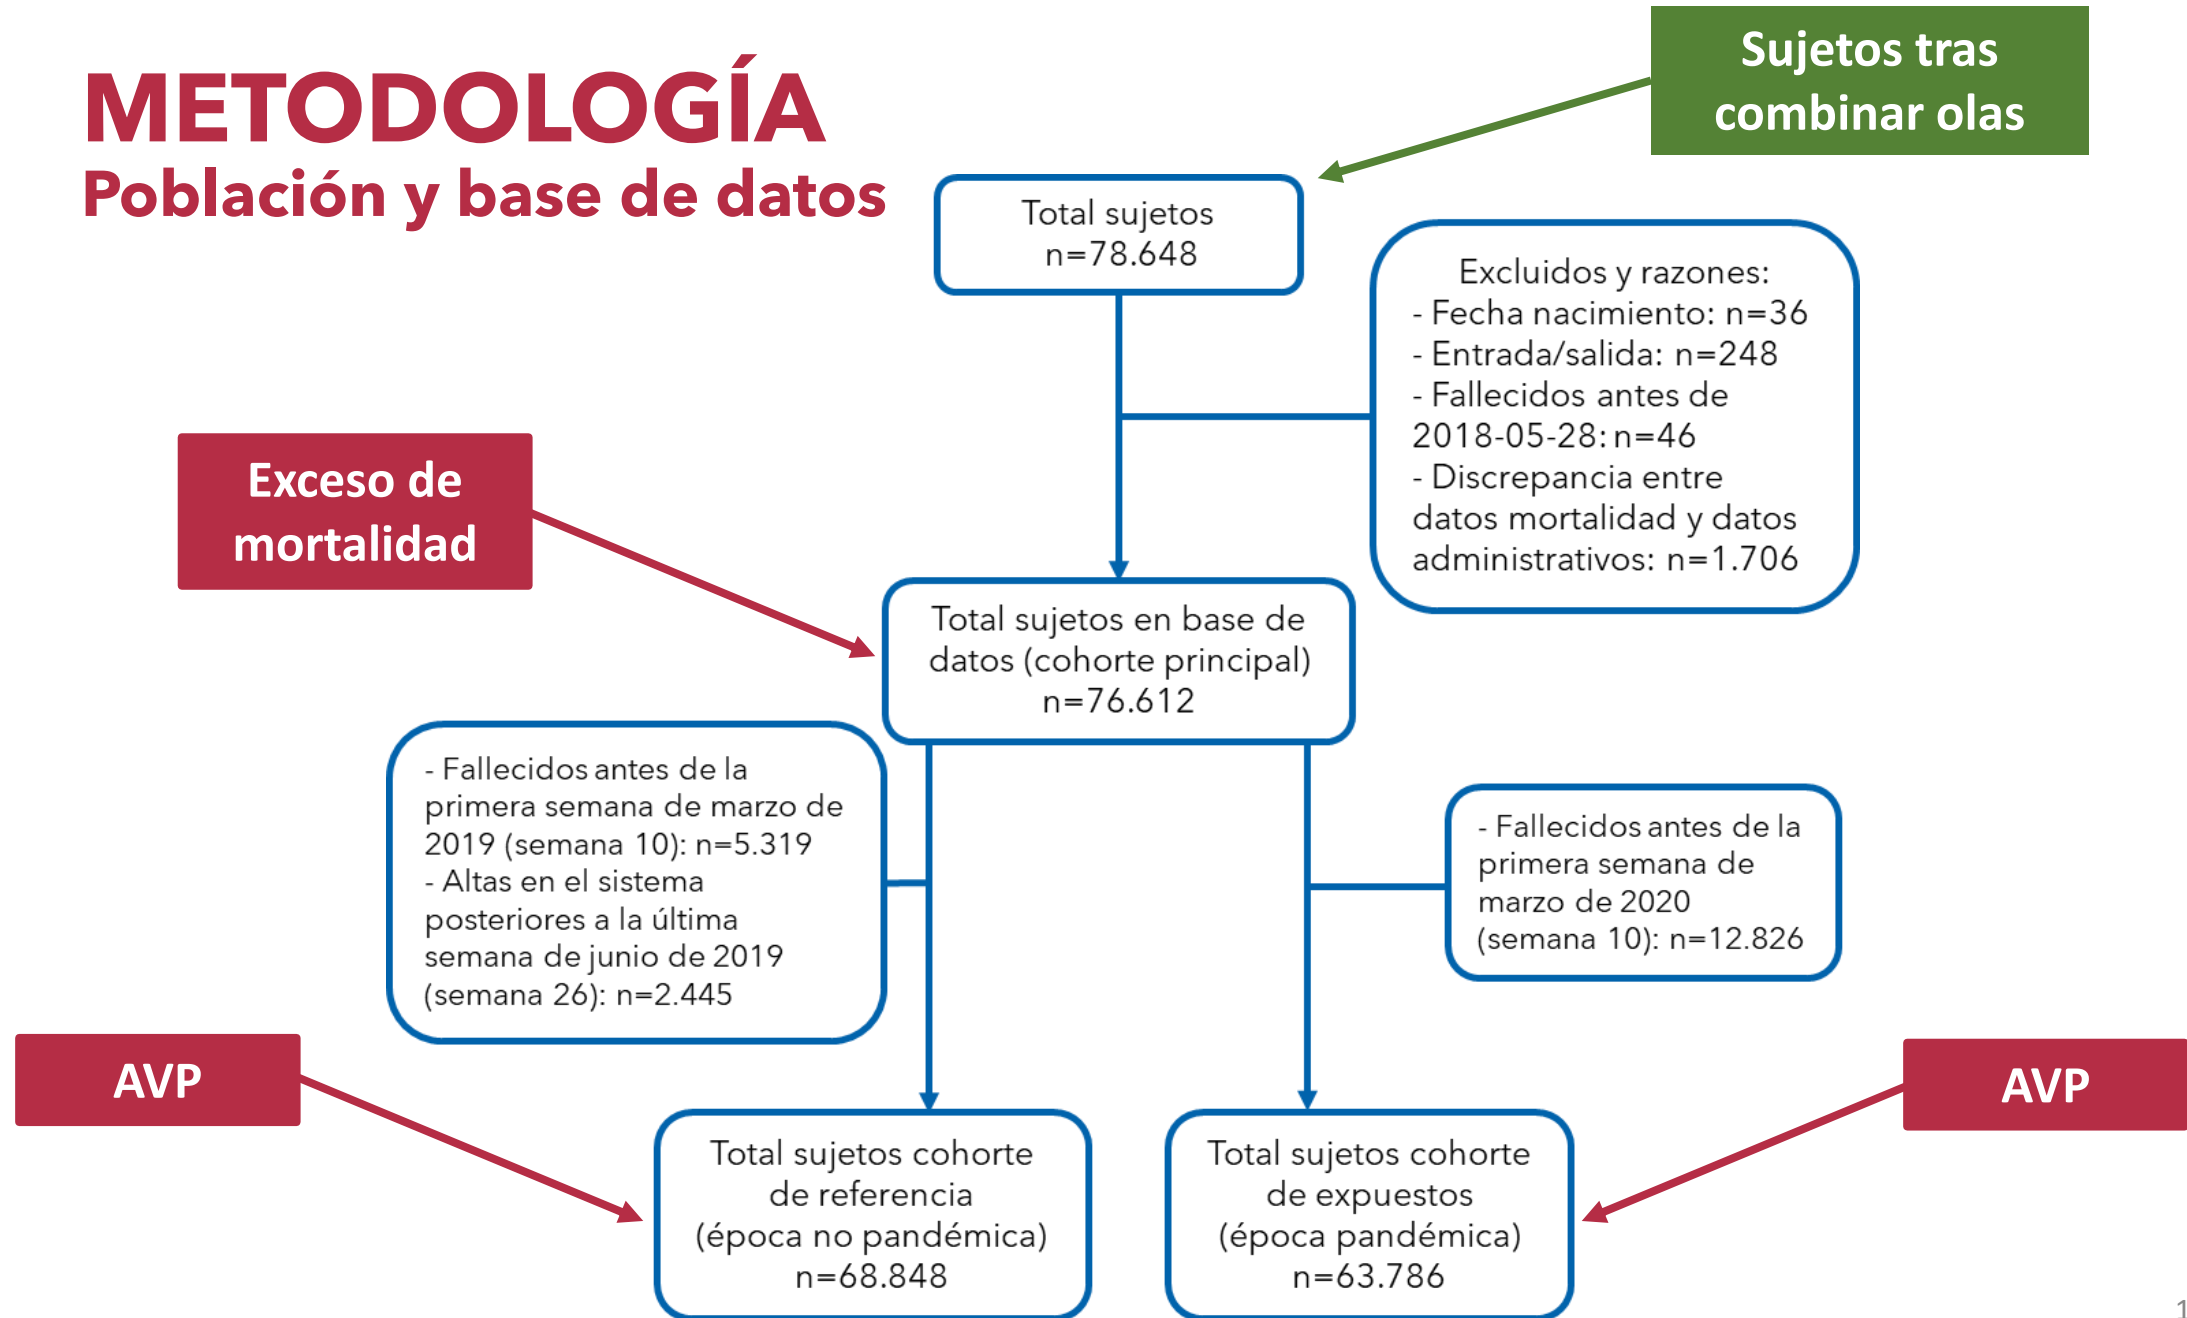 METODOLOGÍA
Población y base de datos
Sujetos tras
combinar olas
Total sujetos
n=78.648
Excluidos y razones:
- Fecha nacimiento: n=36
- Entrada/salida: n=248
- Fallecidos antes de
2018-05-28: n=46
- Discrepancia entre
datos mortalidad y datos
administrativos: n=1.706
Exceso de
mortalidad
Total sujetos en base de
datos (cohorte principal)
n=76.612
- Fallecidos antes de la
primera semana de marzo de
2019 (semana 10): n=5.319
- Altas en el sistema
posteriores a la última
semana de junio de 2019
(semana 26): n=2.445
- Fallecidos antes de la
primera semana de
marzo de 2020
(semana 10): n=12.826
AVP
AVP
Total sujetos cohorte
de referencia
(época no pandémica)
n=68.848
Total sujetos cohorte
de expuestos
(época pandémica)
n=63.786